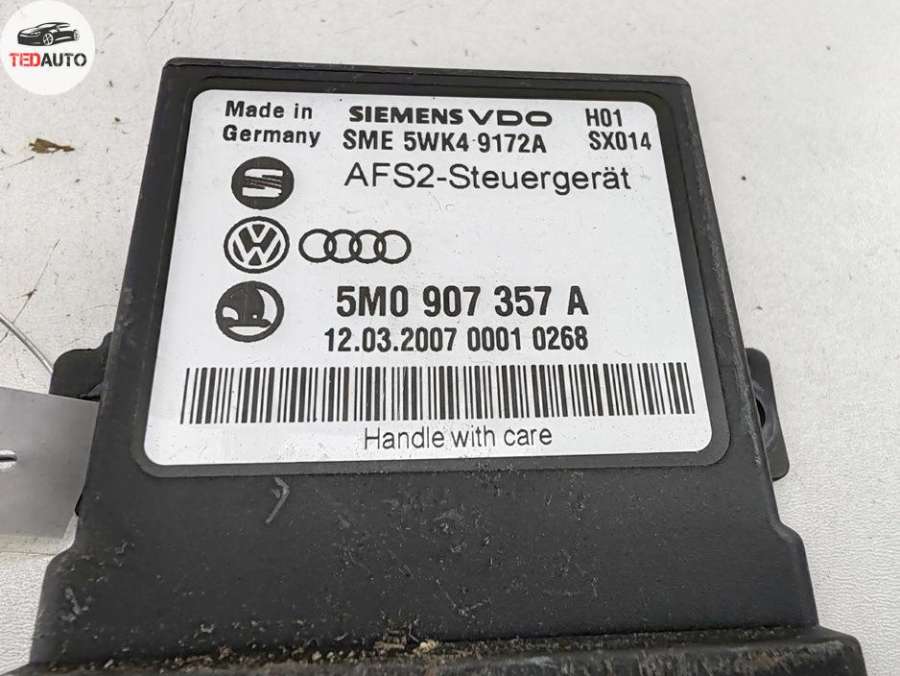 TEDAUTO
Made in Germany
SIEMENS VDO H01
SME 5WK4 9172A SX014
AFS2-Steuergerät
5M0 907 357 A
12.03.2007 0001 0268
Handle with care